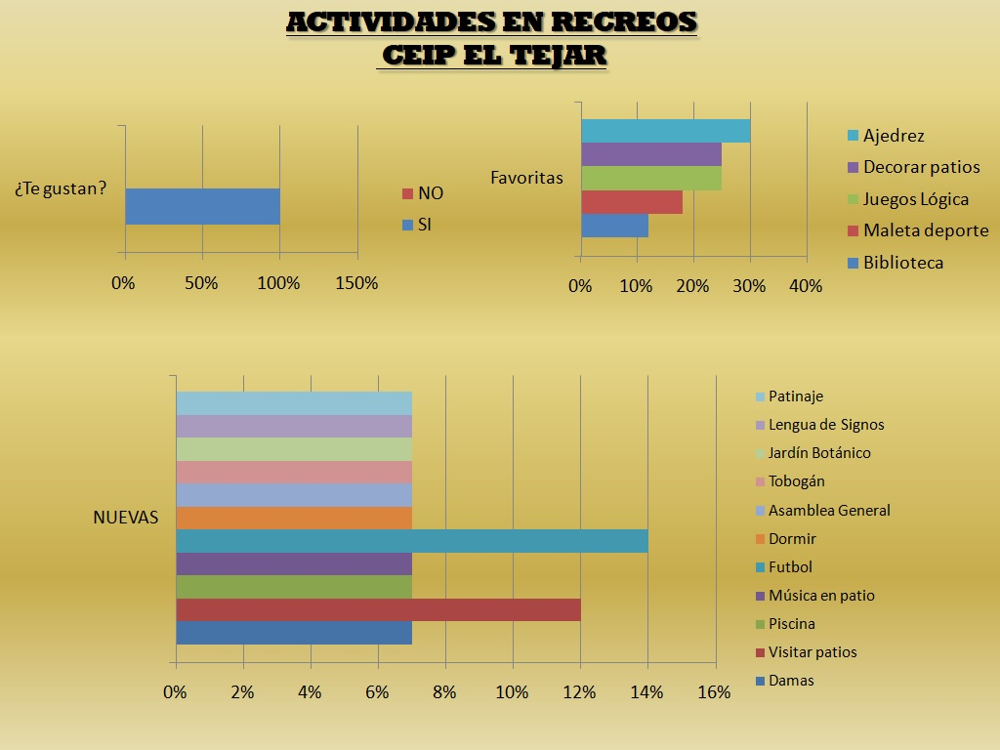 ACTIVIDADES EN RECREOS
CEIP EL TEJAR
¿Te gustan?
0% 50% 100% 150%
NO
SI
Favoritas
0% 10% 20% 30% 40%
Ajedrez
Decorar patios
Juegos Lógica
Maleta deporte
Biblioteca
NUEVAS
0% 2% 4% 6% 8% 10% 12% 14% 16%
Patinaje
Lengua de Signos
Jardín Botánico
Tobogán
Asamblea General
Dormir
Futbol
Música en patio
Piscina
Visitar patios
Damas